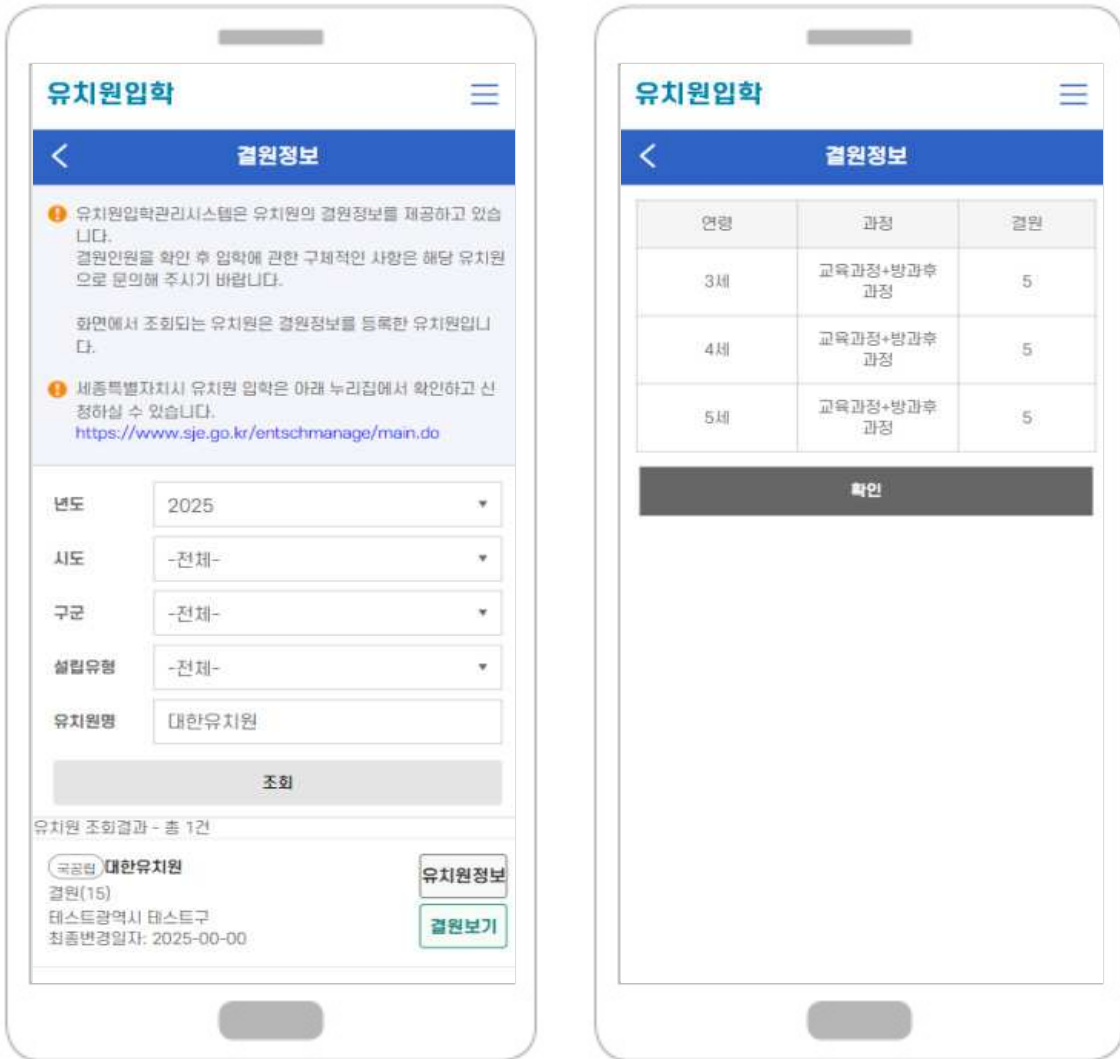 유치원입학
결원정보
유치원입학관리시스템은 유치원의 결원정보를 제공하고 있습
니다.
결원인원을 확인 후 입학에 관한 구체적인 사항은 해당 유치원
으로 문의해 주시기 바랍니다.
화면에서 조회되는 유치원은 결원정보를 등록한 유치원입니
다.
세종특별자치시 유치원 입학은 아래 누리집에서 확인하고 신
청하실 수 있습니다.
https://www.sje.go.kr/entschmanage/main.do
년도 2025
시도 -전체-
구군 -전체-
설립유형 -전체-
유치원명 대한유치원
조회
유치원 조회결과 - 총 1건
국공립 대한유치원
결원(15)
테스트광역시 테스트구
최종변경일자: 2025-00-00
유치원정보
결원보기
유치원입학
결원정보
연령 과정 결원
3세 교육과정+방과후 5
과정
4세 교육과정+방과후 5
과정
5세 교육과정+방과후 5
과정
확인